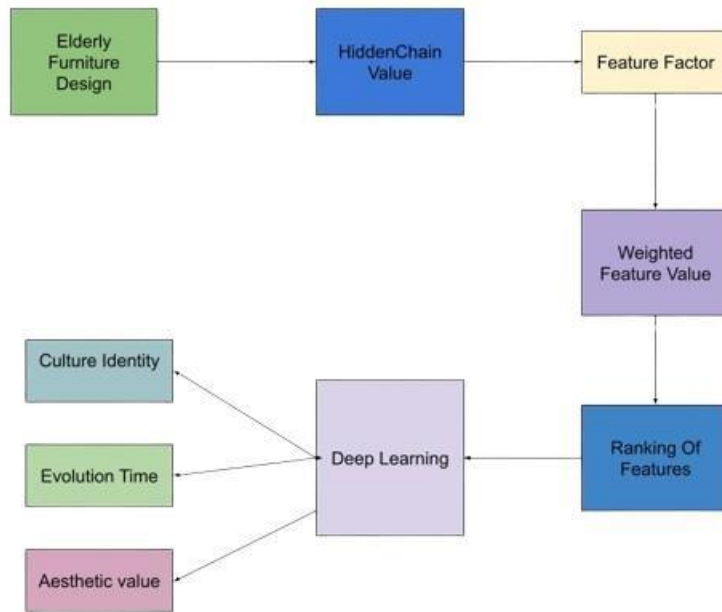 Elderly
Furniture
Design
HiddenChain
Value
Feature Factor
Weighted
Feature Value
Culture Identity
Deep Learning
Ranking Of
Features
Evolution Time
Aesthetic value